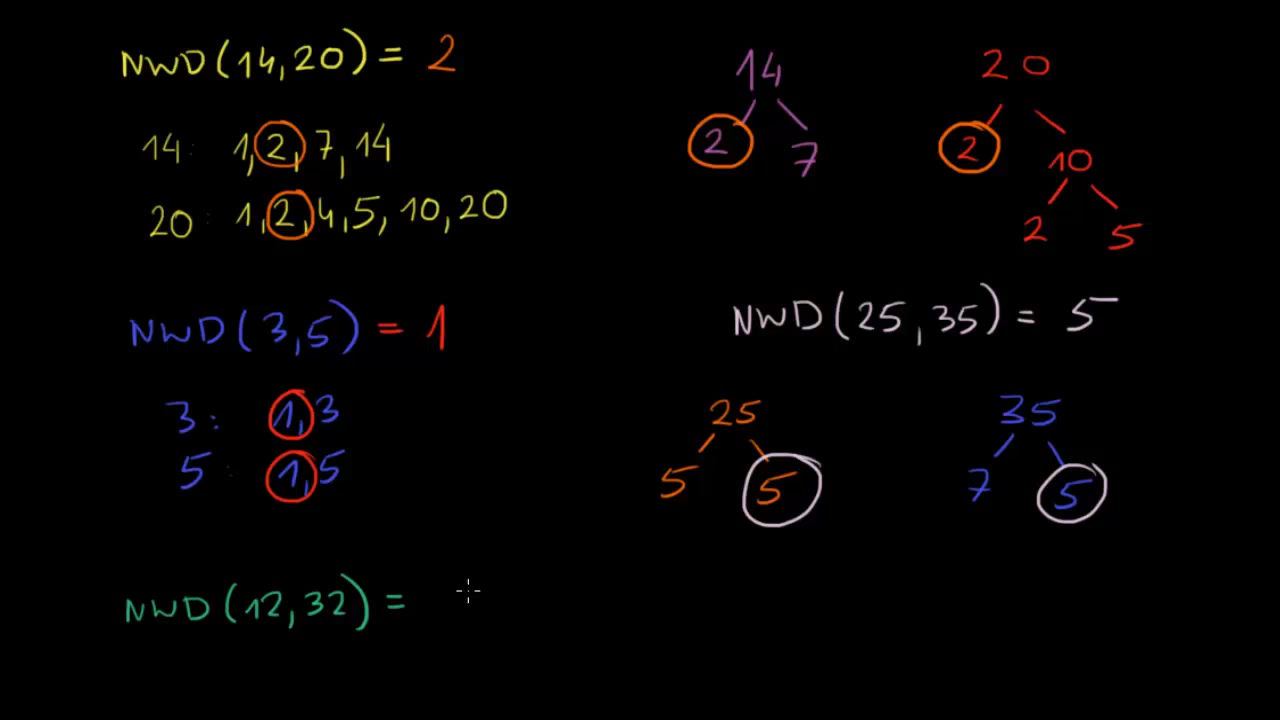 NWD(14,20) = 2
14: 1, 2, 7, 14
20: 1, 2, 4, 5, 10, 20
14
2 7
20
2 10
2 5
NWD(3,5) = 1
3: 1, 3
5: 1, 5
NWD(25,35) = 5
25
5 5
35
7 5
NWD(12,32) =